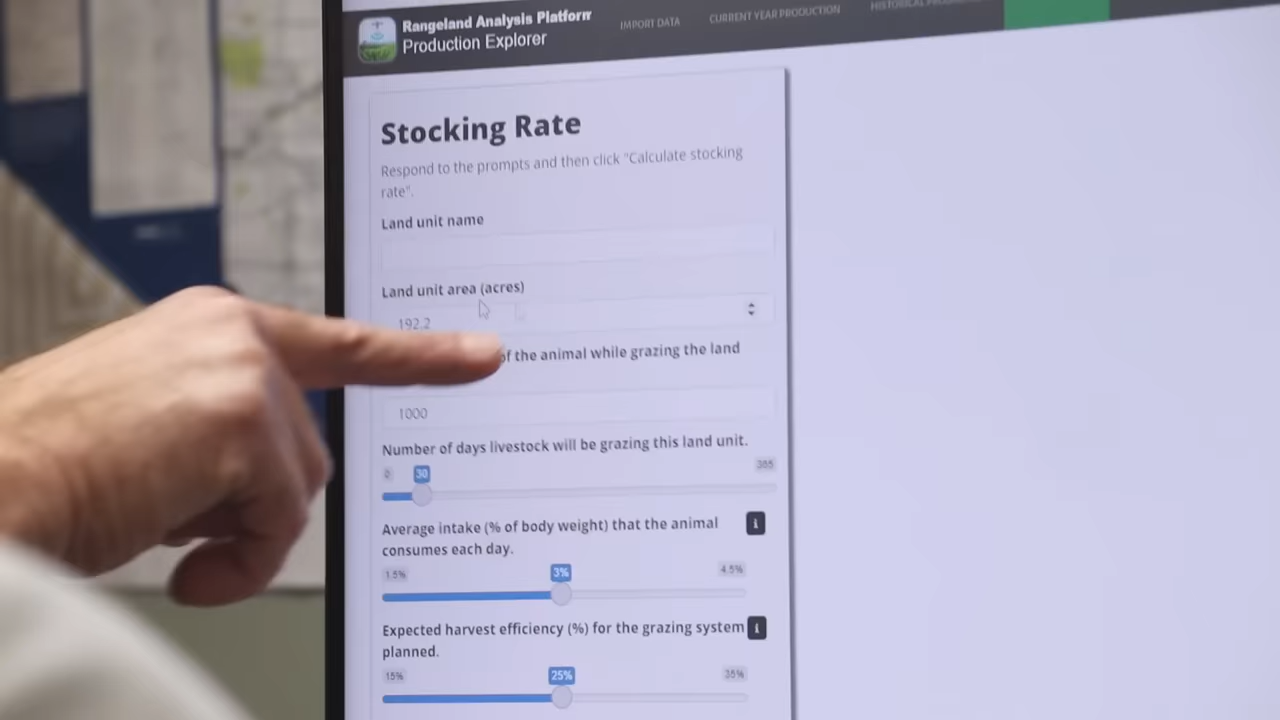 Rangeland Analysis Platform
Production Explorer
IMPORT DATA
CURRENT YEAR PRODUCTION
Stocking Rate
Respond to the prompts and then click "Calculate stocking
rate".
Land unit name
Land unit area (acres)
192.2
of the animal while grazing the land
1000
Number of days livestock will be grazing this land unit.
0 30 365
Average intake (% of body weight) that the animal
consumes each day.
i
1.5% 3% 4.5%
Expected harvest efficiency (%) for the grazing system
planned.
i
15% 25% 35%